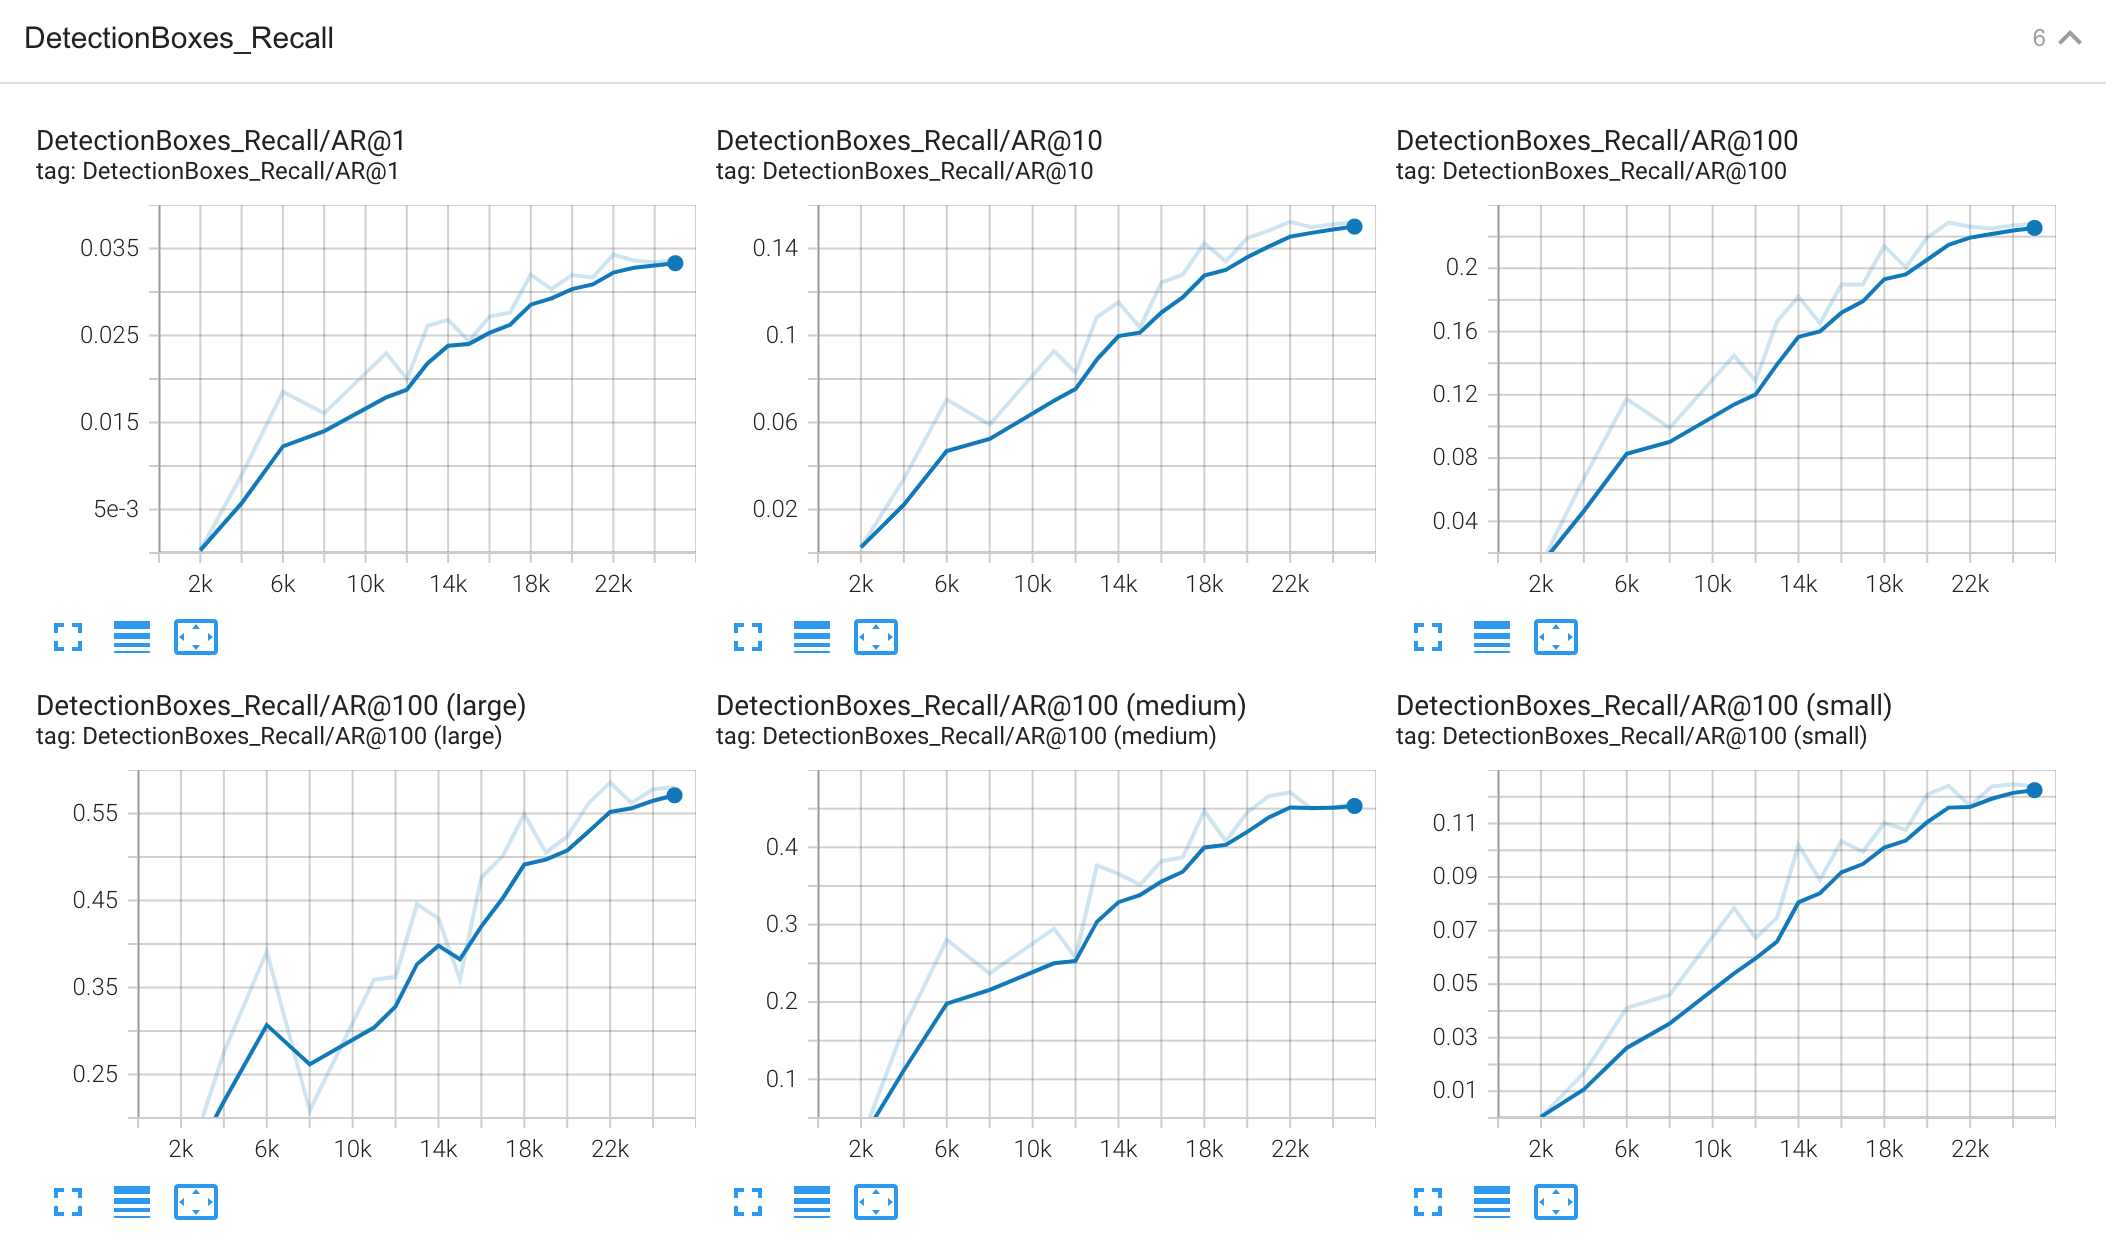 DetectionBoxes_Recall
6
DetectionBoxes_Recall/AR@1
tag: DetectionBoxes_Recall/AR@1
0.035
0.025
0.015
5e-3
2k 6k 10k 14k 18k 22k
DetectionBoxes_Recall/AR@10
tag: DetectionBoxes_Recall/AR@10
0.14
0.1
0.06
0.02
2k 6k 10k 14k 18k 22k
DetectionBoxes_Recall/AR@100
tag: DetectionBoxes_Recall/AR@100
0.2
0.16
0.12
0.08
0.04
2k 6k 10k 14k 18k 22k
DetectionBoxes_Recall/AR@100 (large)
tag: DetectionBoxes_Recall/AR@100 (large)
0.55
0.45
0.35
0.25
2k 6k 10k 14k 18k 22k
DetectionBoxes_Recall/AR@100 (medium)
tag: DetectionBoxes_Recall/AR@100 (medium)
0.4
0.3
0.2
0.1
2k 6k 10k 14k 18k 22k
DetectionBoxes_Recall/AR@100 (small)
tag: DetectionBoxes_Recall/AR@100 (small)
0.11
0.09
0.07
0.05
0.03
0.01
2k 6k 10k 14k 18k 22k